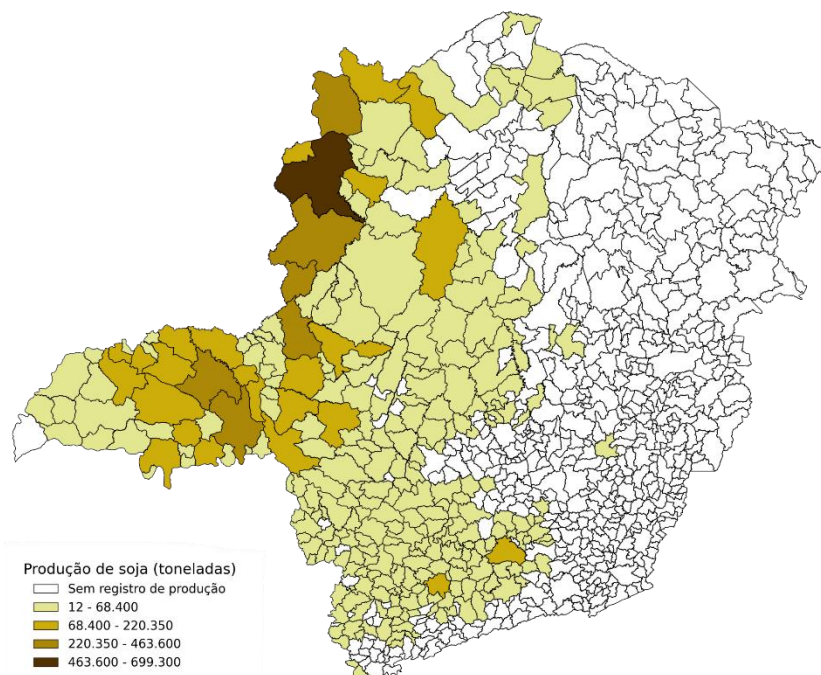 Produção de soja (toneladas)
Sem registro de produção
12 - 68.400
68.400 - 220.350
220.350 - 463.600
463.600 - 699.300